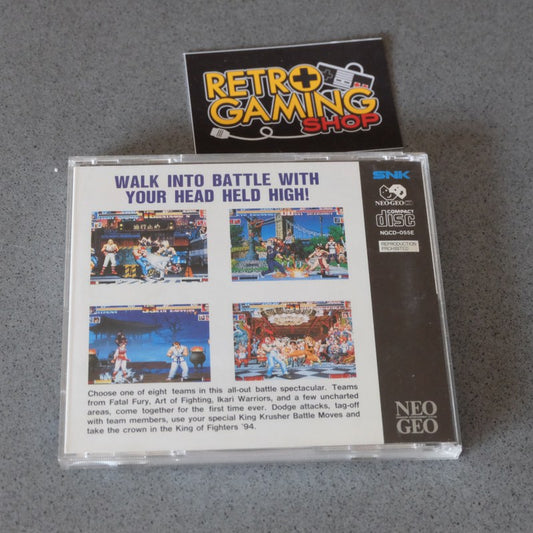 RETRO
GAMING
SHOP
WALK INTO BATTLE WITH
YOUR HEAD HELD HIGH!
SNK
NEO·GEO
COMPACT
disc
NGCD-055E
REPRODUCTION
PROHIBITED
Choose one of eight teams in this all-out battle spectacular. Teams
from Fatal Fury, Art of Fighting, Ikari Warriors, and a few uncharted
areas, come together for the first time ever. Dodge attacks, tag-off
with team members, use your special King Krusher Battle Moves and
take the crown in the King of Fighters '94.
NEO
GEO